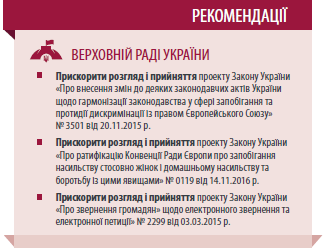 РЕКОМЕНДАЦІЇ
ВЕРХОВНІЙ РАДІ УКРАЇНИ
Прискорити розгляд і прийняття проекту Закону України
«Про внесення змін до деяких законодавчих актів України
щодо гармонізації законодавства у сфері запобігання та
протидії дискримінації із правом Європейського Союзу»
№ 3501 від 20.11.2015 р.
Прискорити розгляд і прийняття проекту Закону України
«Про ратифікацію Конвенції Ради Європи про запобігання
насильству стосовно жінок і домашньому насильству та
боротьбу із цими явищами» № 0119 від 14.11.2016 р.
Прискорити розгляд і прийняття проекту Закону України
«Про звернення громадян» щодо електронного звернення та
електронної петиції» № 2299 від 03.03.2015 р.